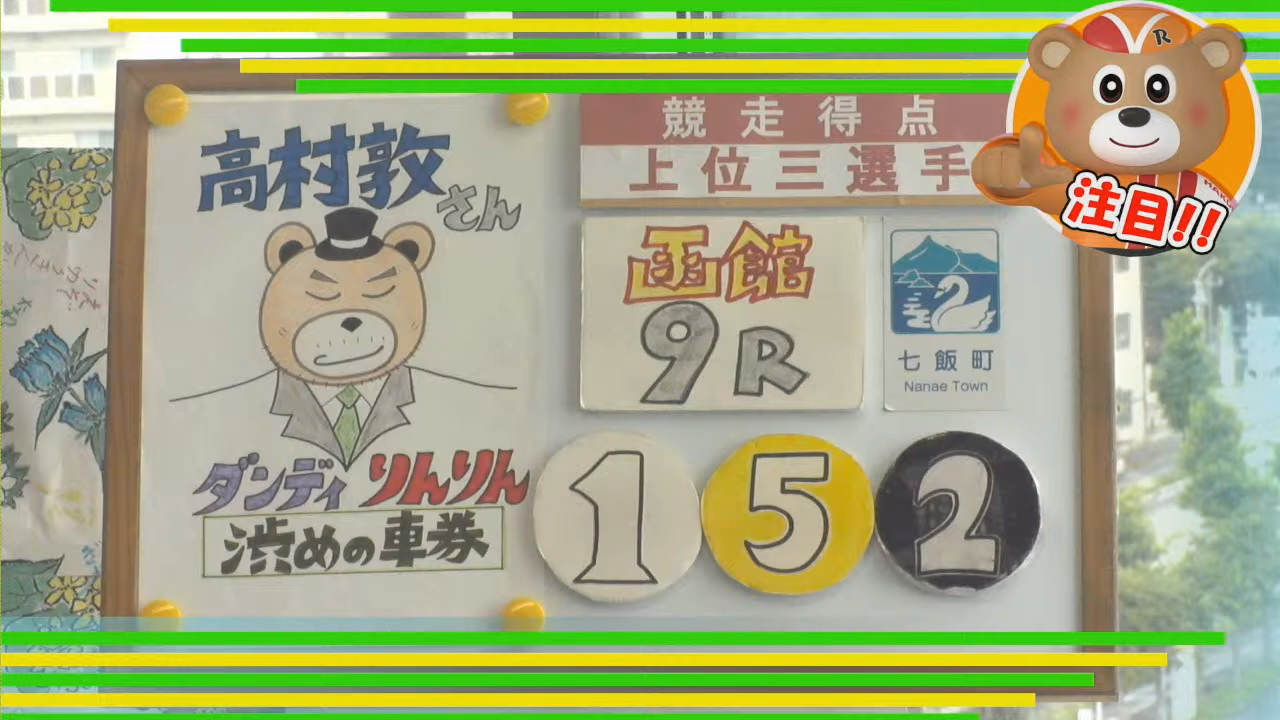 高村敦さん
ダンディりんりん
渋めの車券
競走得点
上位三選手
函館
9R
七飯町
Nanae Town
1 5 2
R
注目!!